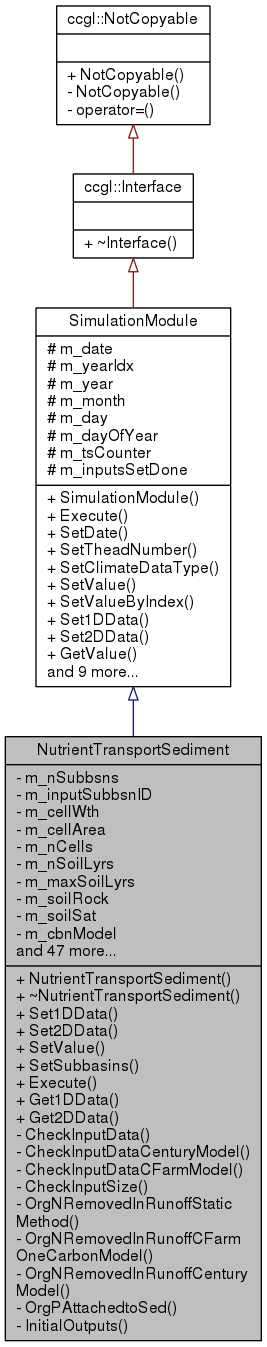 ccgl::NotCopyable
+ NotCopyable()
- NotCopyable()
- operator=()
ccgl::Interface
+ ~Interface()
SimulationModule
# m_date
# m_yearIdx
# m_year
# m_month
# m_day
# m_dayOfYear
# m_tsCounter
# m_inputsSetDone
+ SimulationModule()
+ Execute()
+ SetDate()
+ SetTheadNumber()
+ SetClimateDataType()
+ SetValue()
+ SetValueByIndex()
+ Set1DData()
+ Set2DData()
+ GetValue()
and 9 more...
NutrientTransportSediment
- m_nSubbsns
- m_inputSubbsnID
- m_cellWth
- m_cellArea
- m_nCells
- m_nSoilLyrs
- m_maxSoilLyrs
- m_soilRock
- m_soilSat
- m_cbnModel
and 47 more...
+ NutrientTransportSediment()
+ ~NutrientTransportSediment()
+ Set1DData()
+ Set2DData()
+ SetValue()
+ SetSubbasins()
+ Execute()
+ Get1DData()
+ Get2DData()
- CheckInputData()
- CheckInputDataCenturyModel()
- CheckInputDataCFarmModel()
- CheckInputSize()
- OrgNRemovedInRunoffStatic
Method()
- OrgNRemovedInRunoffCFarm
OneCarbonModel()
- OrgNRemovedInRunoffCentury
Model()
- OrgPAttachedtoSed()
- InitialOutputs()